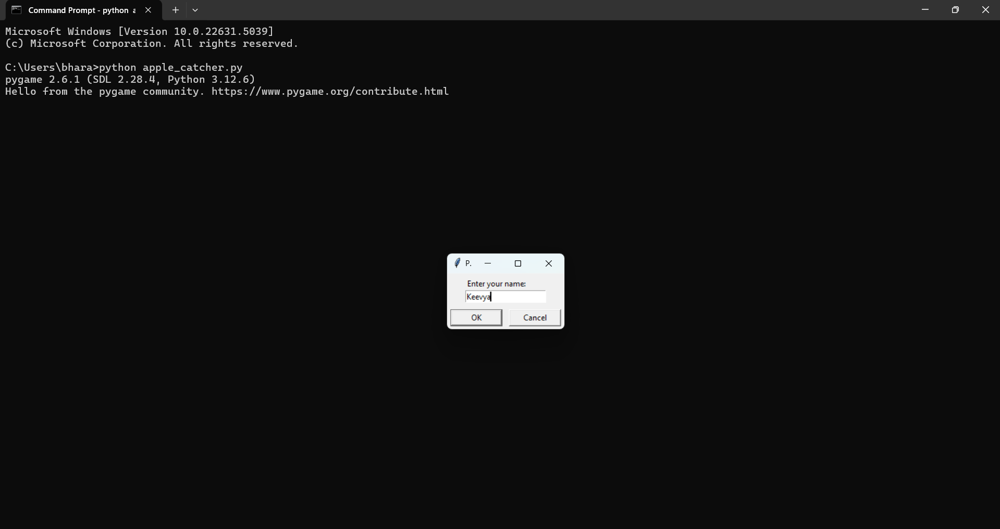 Command Prompt - python
Microsoft Windows [Version 10.0.22631.5039]
(c) Microsoft Corporation. All rights reserved.
C:\Users\bhara>python apple_catcher.py
pygame 2.6.1 (SDL 2.28.4, Python 3.12.6)
Hello from the pygame community. https://www.pygame.org/contribute.html
P.
Enter your name:
Keevya
OK Cancel